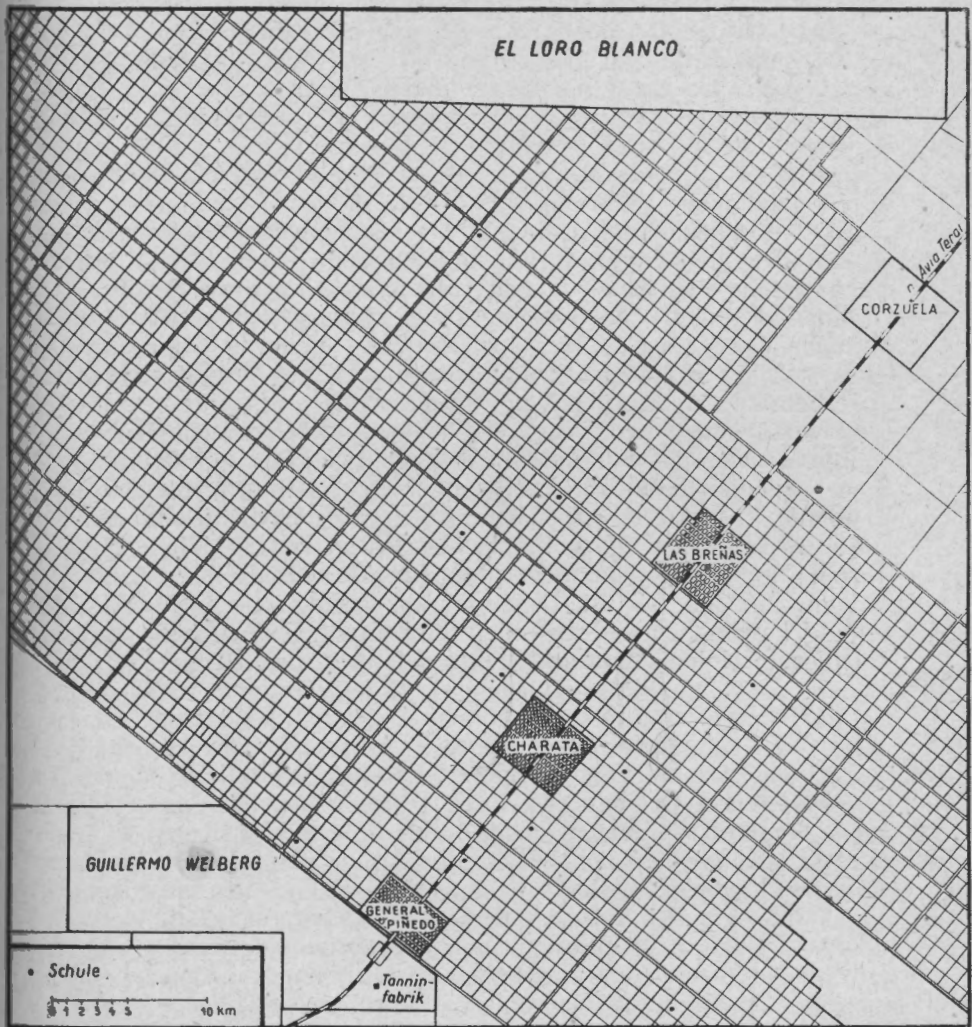 EL LORO BLANCO
n. Avia Terai
CORZUELA
LAS BREÑAS
CHARATA
GUILLERMO WELBERG
GENERAL
PIÑEDO
Schule
Tannin-
fabrik
0 1 2 3 4 5 10 km